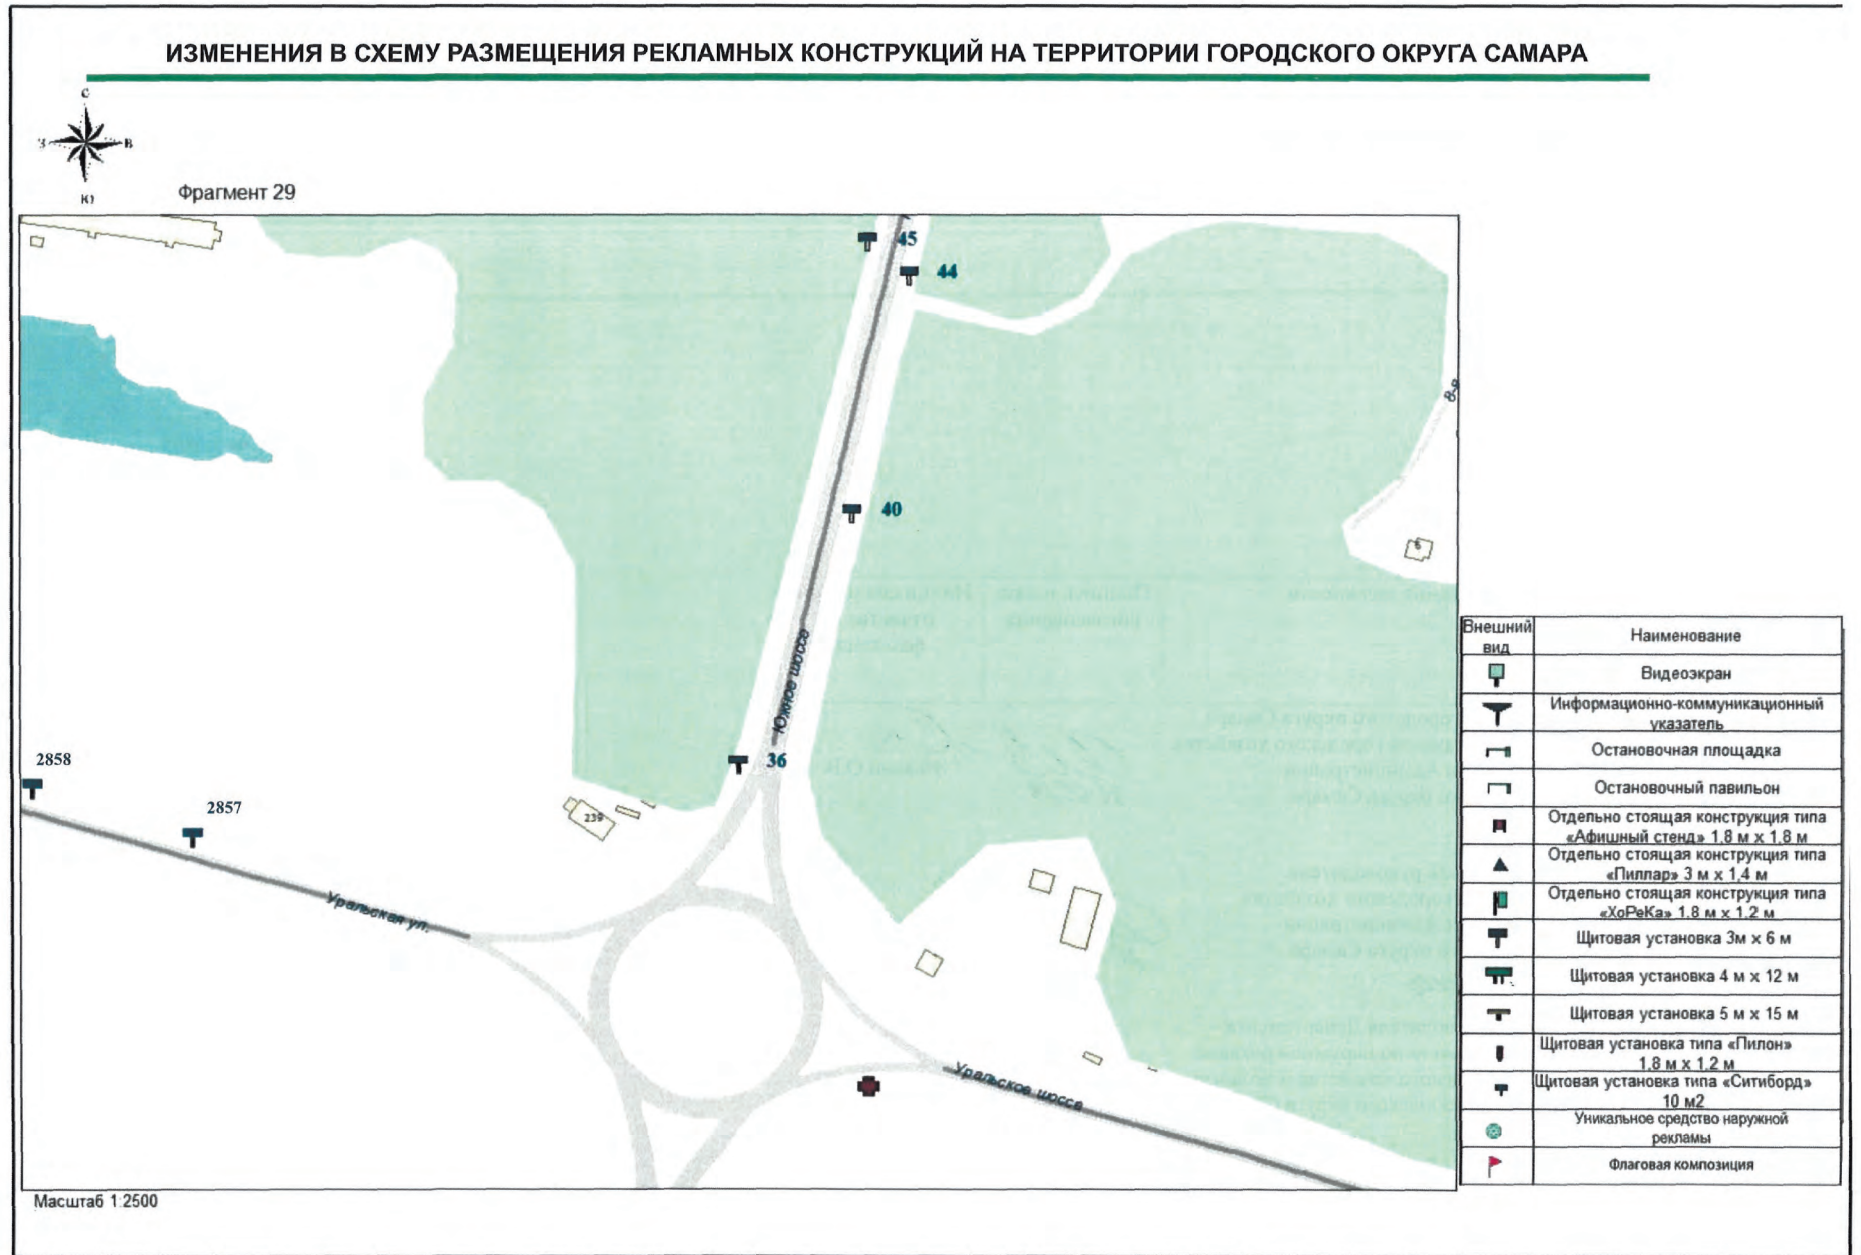 ИЗМЕНЕНИЯ В СХЕМУ РАЗМЕЩЕНИЯ РЕКЛАМНЫХ КОНСТРУКЦИЙ НА ТЕРРИТОРИИ ГОРОДСКОГО ОКРУГА САМАРА
С
З
В
Ю
Фрагмент 29
45
44
40
Южное шоссе
36
2858
2857
239
6
8-я
Уральская ул.
Уральское шоссе
Внешний вид
Наименование
Видеоэкран
Информационно-коммуникационный
указатель
Остановочная площадка
Остановочный павильон
Отдельно стоящая конструкция типа
«Афишный стенд» 1,8 м х 1,8 м
Отдельно стоящая конструкция типа
«Пиллар» 3 м х 1,4 м
Отдельно стоящая конструкция типа
«ХоРеКа» 1,8 м х 1,2 м
Щитовая установка 3м х 6 м
Щитовая установка 4 м х 12 м
Щитовая установка 5 м х 15 м
Щитовая установка типа «Пилон»
1,8 м х 1,2 м
Щитовая установка типа «Ситиборд»
10 м2
Уникальное средство наружной
рекламы
Флаговая композиция
Масштаб 1:2500